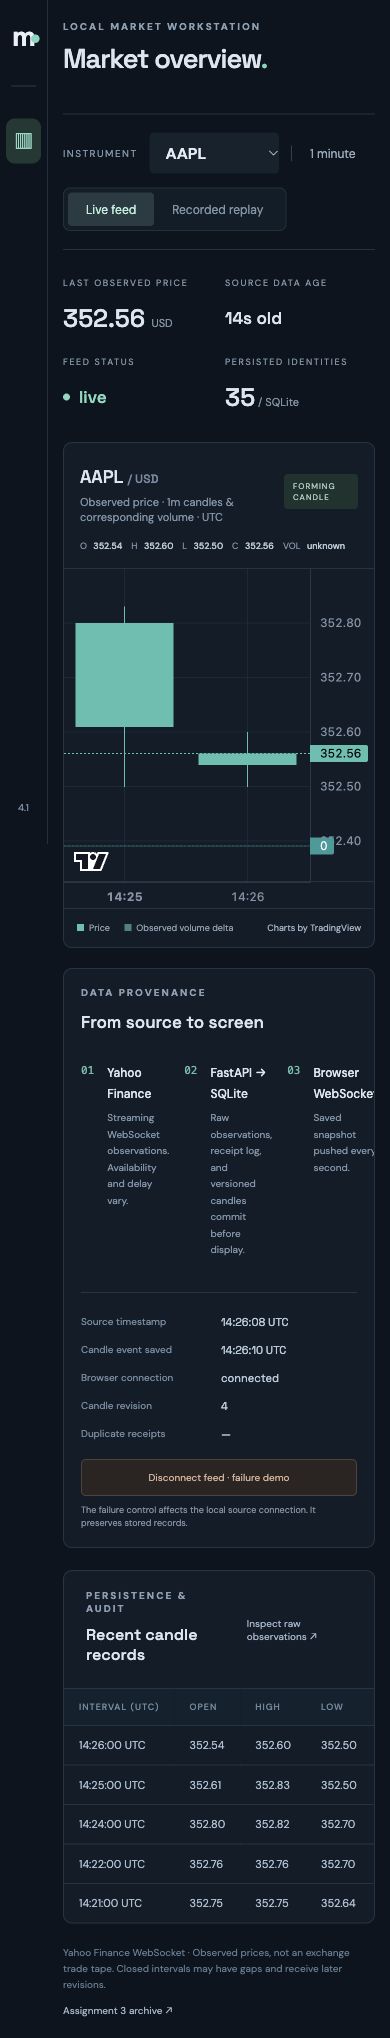 m
LOCAL MARKET WORKSTATION
Market overview.
INSTRUMENT AAPL 1 minute
Live feed Recorded replay
LAST OBSERVED PRICE SOURCE DATA AGE
352.56 USD 14s old
FEED STATUS PERSISTED IDENTITIES
live 35 / SQLite
AAPL / USD
FORMING
CANDLE
Observed price · 1m candles &
corresponding volume · UTC
O 352.54 H 352.60 L 352.50 C 352.56 VOL unknown
352.80
352.70
352.60
352.56
352.50
4.1
0 2.40
14:25 14:26
Price Observed volume delta Charts by TradingView
DATA PROVENANCE
From source to screen
01 Yahoo
Finance
Streaming
WebSocket
observations.
Availability
and delay
vary.
02 FastAPI →
SQLite
Raw
observations,
receipt log,
and
versioned
candles
commit
before
display.
03 Browser
WebSocket
Saved
snapshot
pushed every
second.
Source timestamp 14:26:08 UTC
Candle event saved 14:26:10 UTC
Browser connection connected
Candle revision 4
Duplicate receipts —
Disconnect feed · failure demo
The failure control affects the local source connection. It
preserves stored records.
PERSISTENCE &
AUDIT
Recent candle
records
Inspect raw
observations ↗
INTERVAL (UTC) OPEN HIGH LOW
14:26:00 UTC 352.54 352.60 352.50
14:25:00 UTC 352.61 352.83 352.50
14:24:00 UTC 352.80 352.82 352.70
14:22:00 UTC 352.76 352.76 352.70
14:21:00 UTC 352.75 352.75 352.64
Yahoo Finance WebSocket · Observed prices, not an exchange
trade tape. Closed intervals may have gaps and receive later
revisions.
Assignment 3 archive ↗